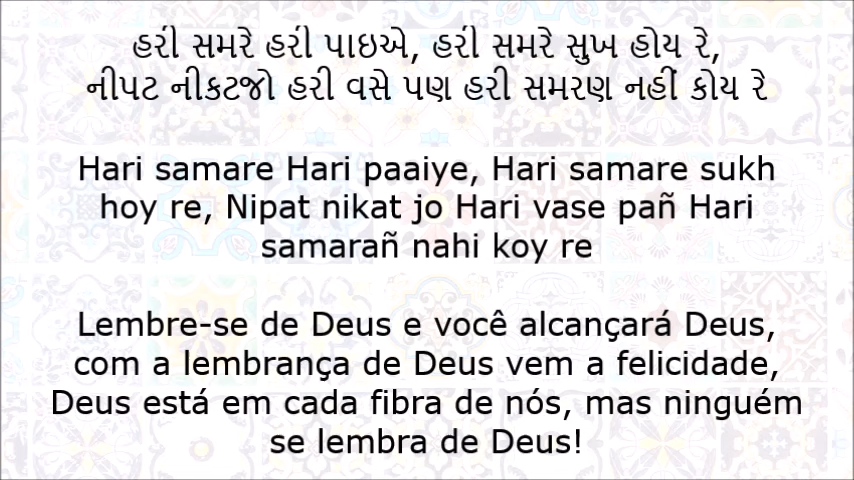 હરી સમરે હરી પાઇએ, હરી સમરે સુખ હોય રે,
નીપટ નીકટજો હરી વસે પણ હરી સમરણ નહીં કોય રે
Hari samare Hari paaiye, Hari samare sukh
hoy re, Nipat nikat jo Hari vase pañ Hari
samarañ nahi koy re
Lembre-se de Deus e você alcançará Deus,
com a lembrança de Deus vem a felicidade,
Deus está em cada fibra de nós, mas ninguém
se lembra de Deus!